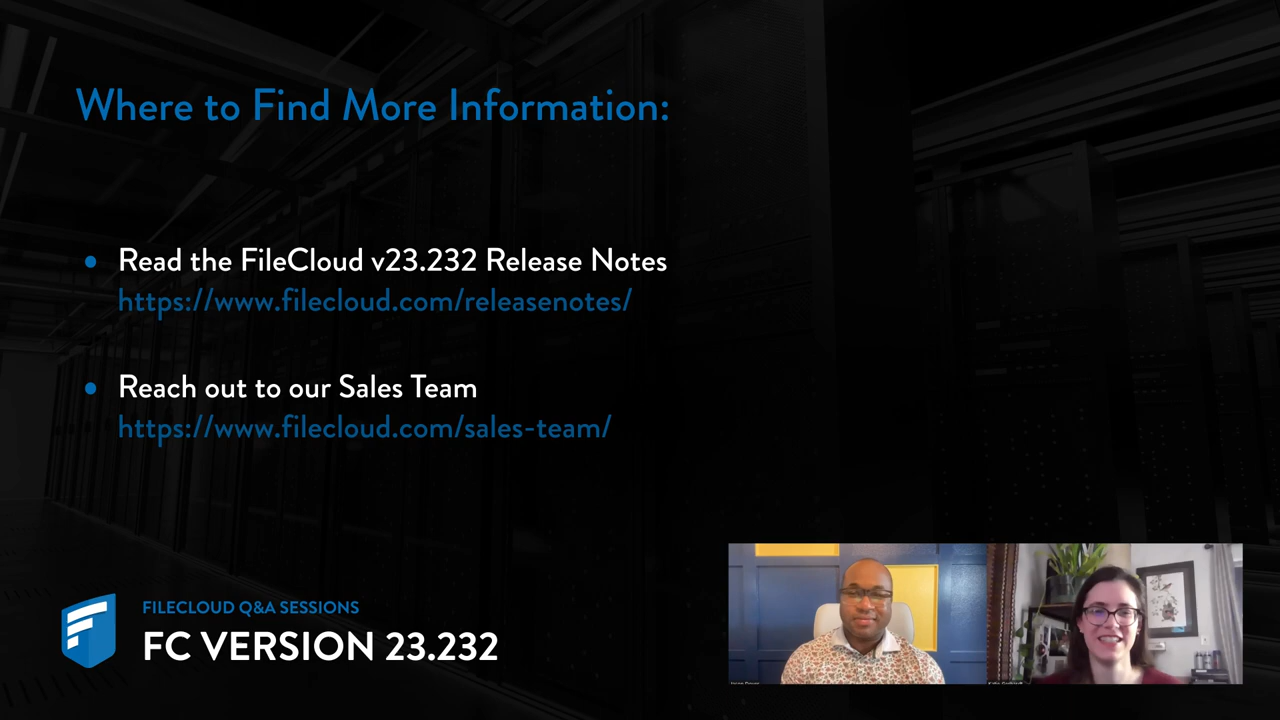 Where to Find More Information:
Read the FileCloud v23.232 Release Notes
https://www.filecloud.com/releasenotes/
Reach out to our Sales Team
https://www.filecloud.com/sales-team/
FILECLOUD Q&A SESSIONS
FC VERSION 23.232